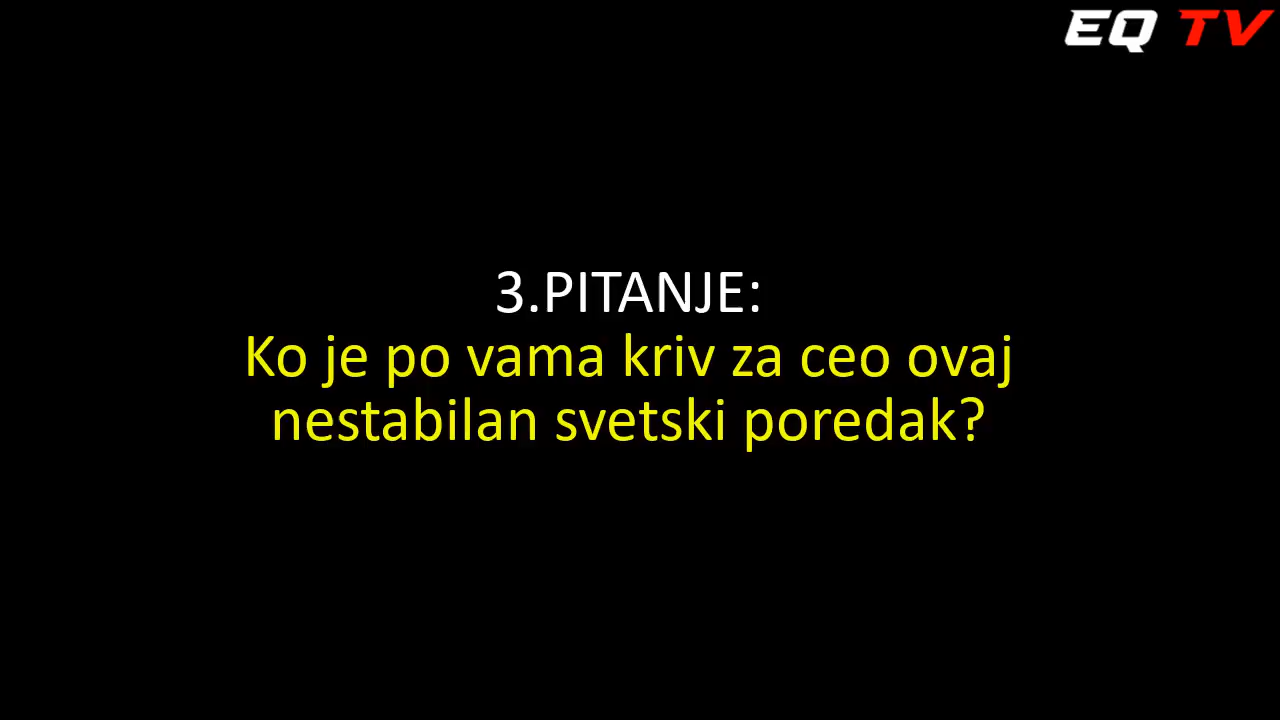 EQ TV
3.PITANJE:
Ko je po vama kriv za ceo ovaj
nestabilan svetski poredak?